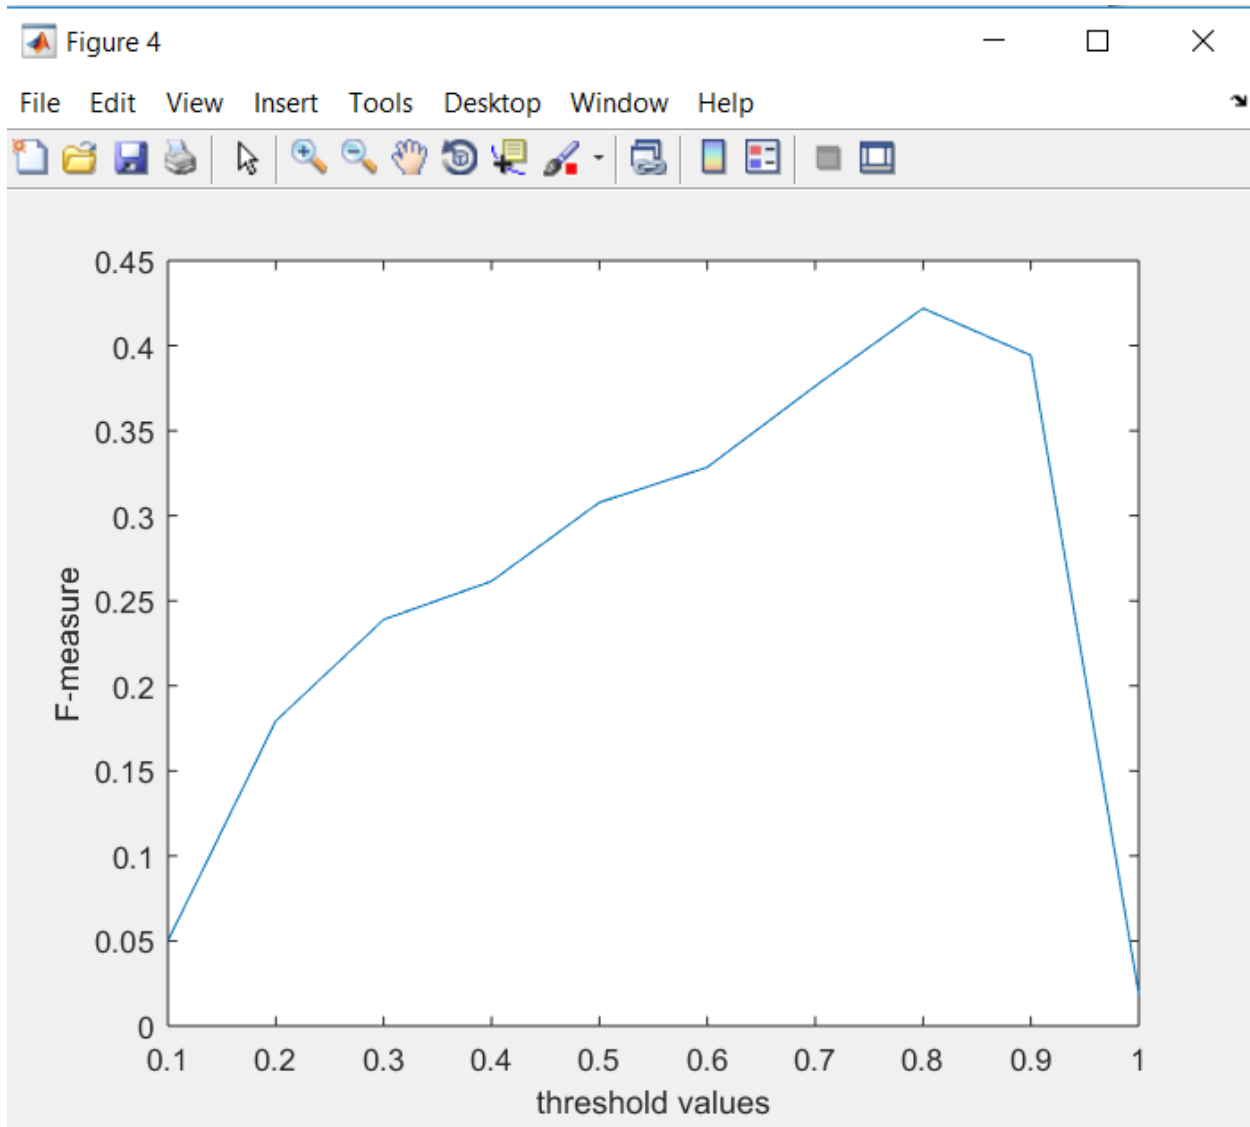 Figure 4
File Edit View Insert Tools Desktop Window Help
0.45
0.4
0.35
0.3
0.25
0.2
0.15
0.1
0.05
0
F-measure
0.1 0.2 0.3 0.4 0.5 0.6 0.7 0.8 0.9 1
threshold values